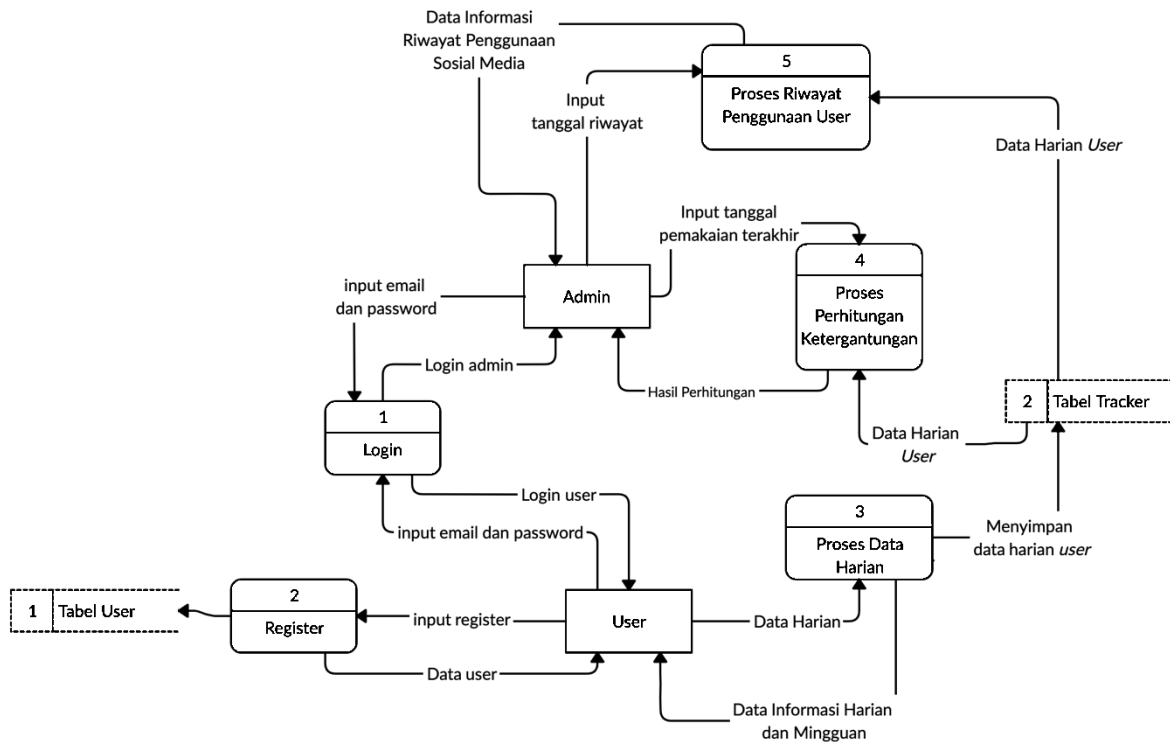 Data Informasi
Riwayat Penggunaan
Sosial Media
5
Proses Riwayat
Penggunaan User
Input
tanggal riwayat
Data Harian User
Input tanggal
pemakaian terakhir
4
Proses
Perhitungan
Ketergantungan
input email
dan password
Admin
Login admin
Hasil Perhitungan
1
Login
2 Tabel Tracker
Data Harian
User
Login user
input email dan password
3
Proses Data
Harian
Menyimpan
data harian user
1 Tabel User
2
Register
input register
User
Data Harian
Data user
Data Informasi Harian
dan Mingguan